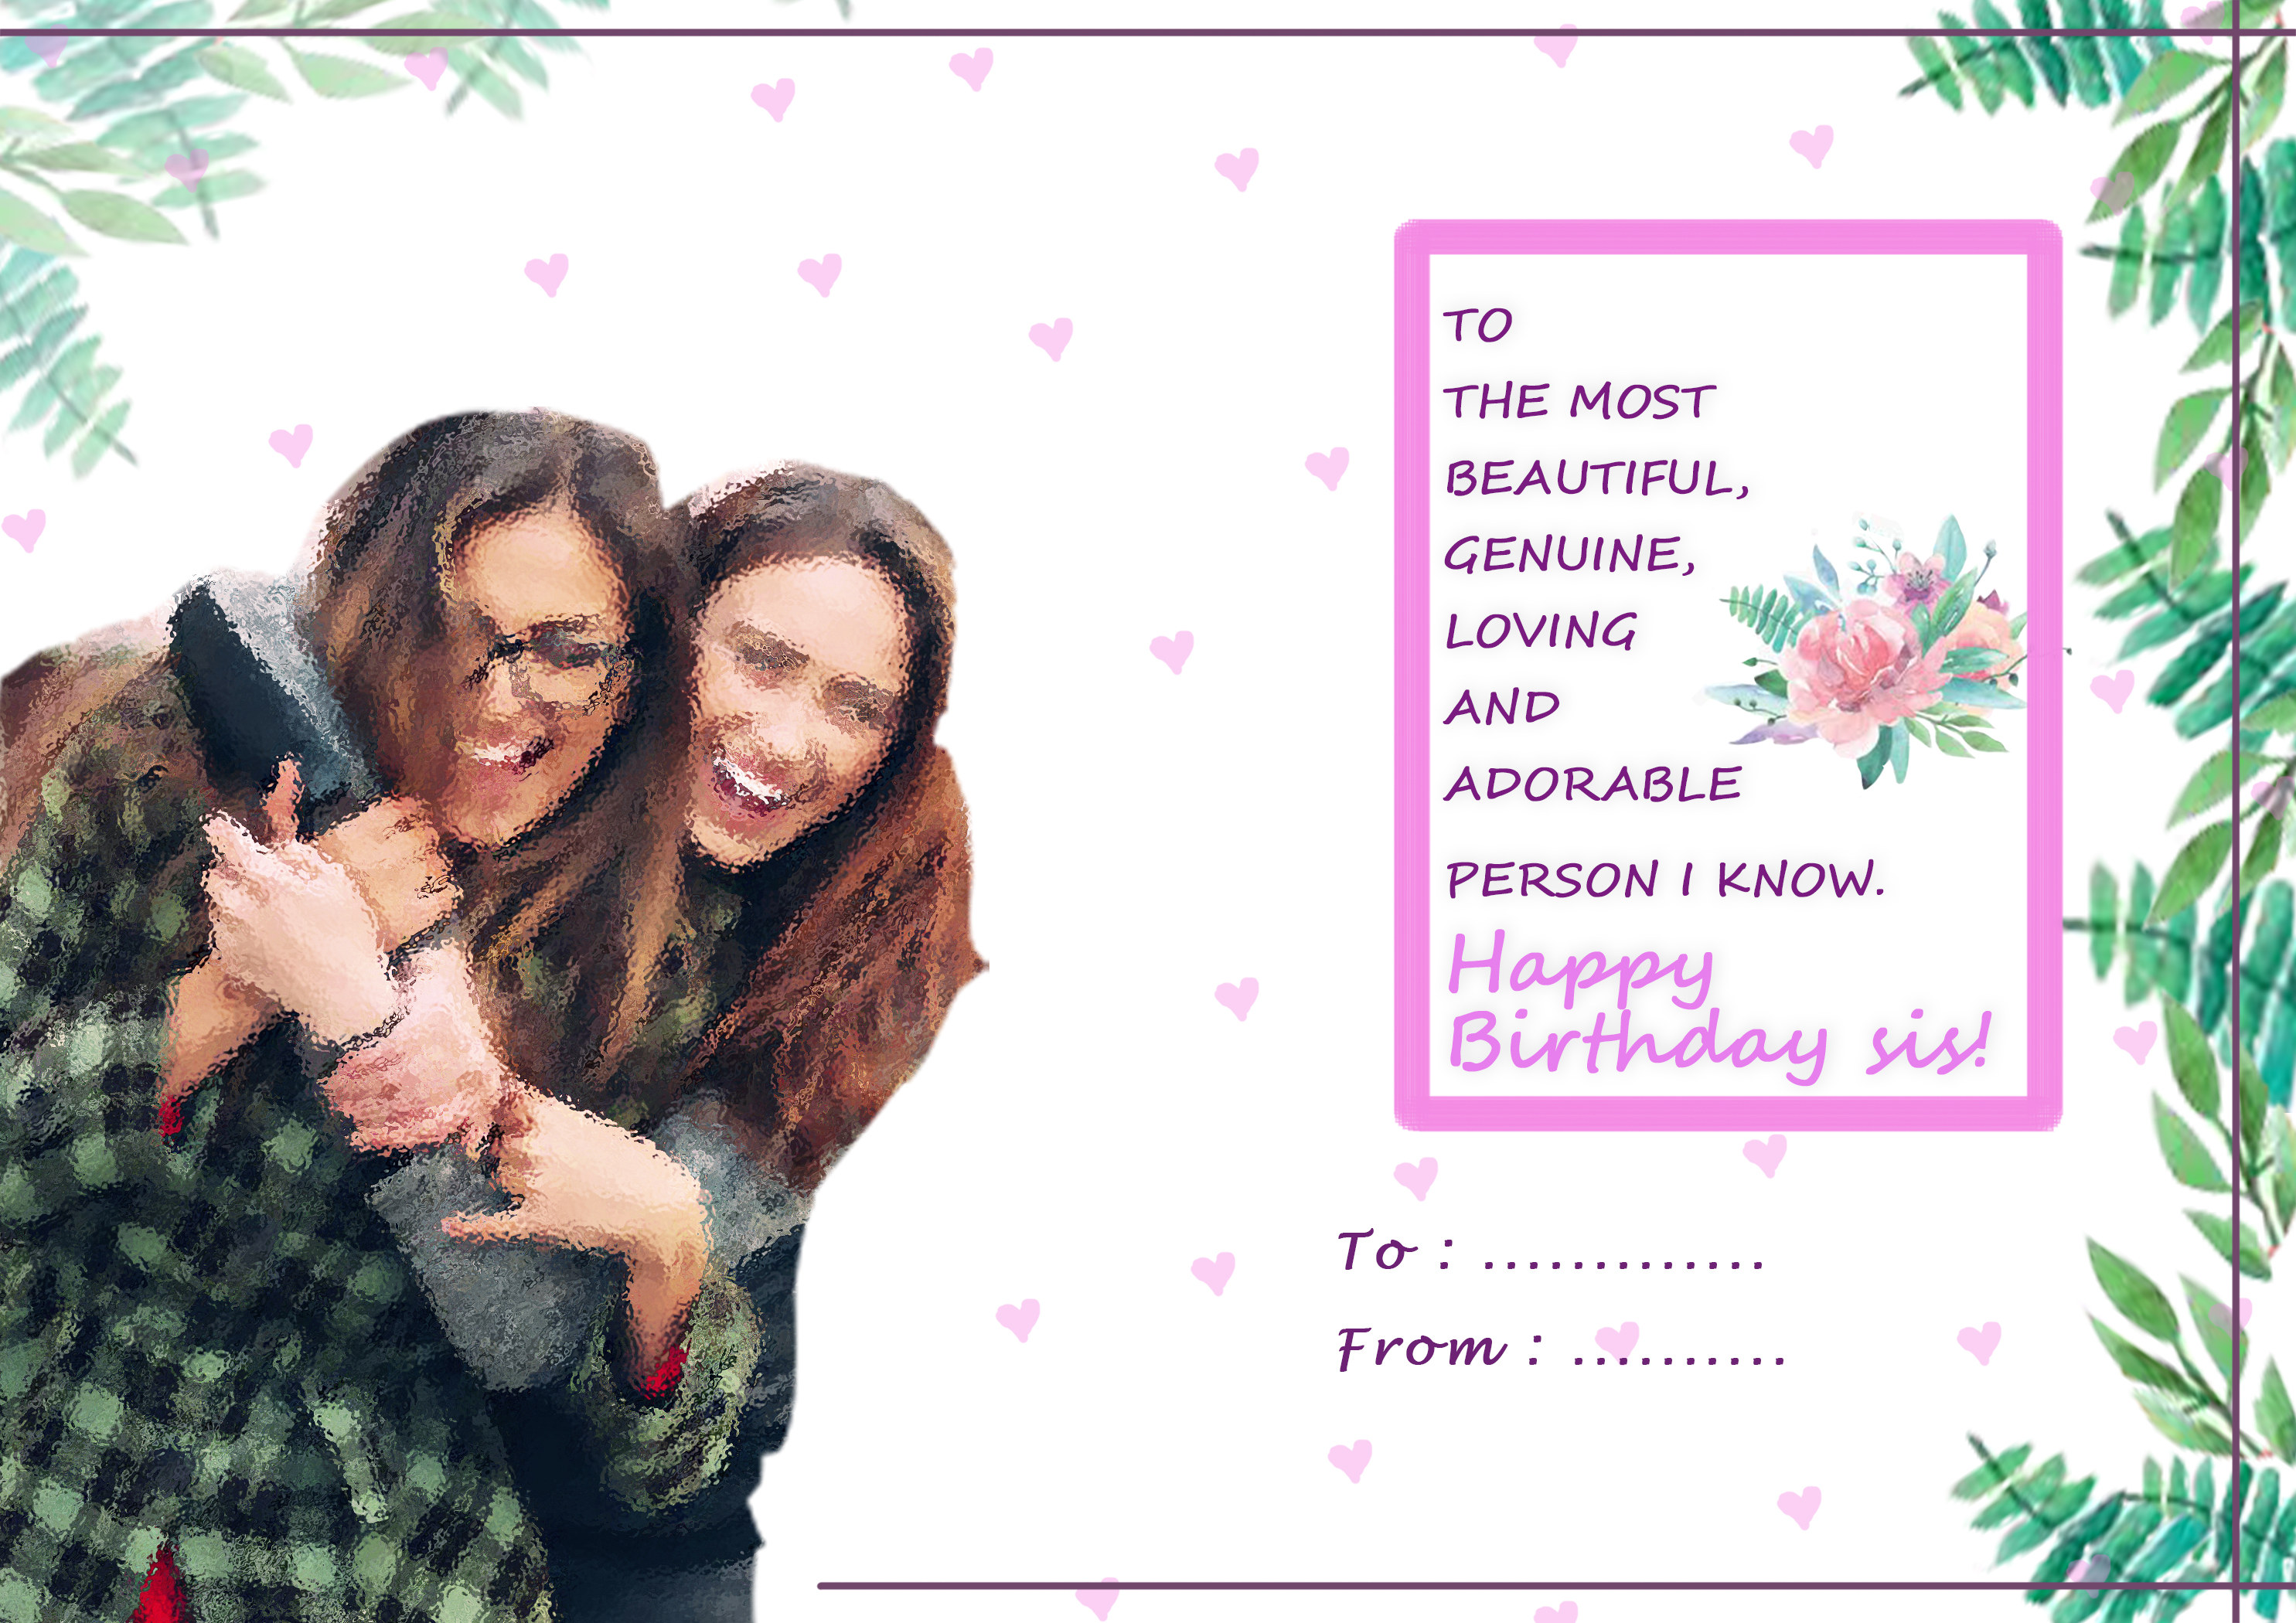 TO
THE MOST
BEAUTIFUL,
GENUINE,
LOVING
AND
ADORABLE
PERSON I KNOW.
Happy
Birthday sis!
To : .............
From : ..........